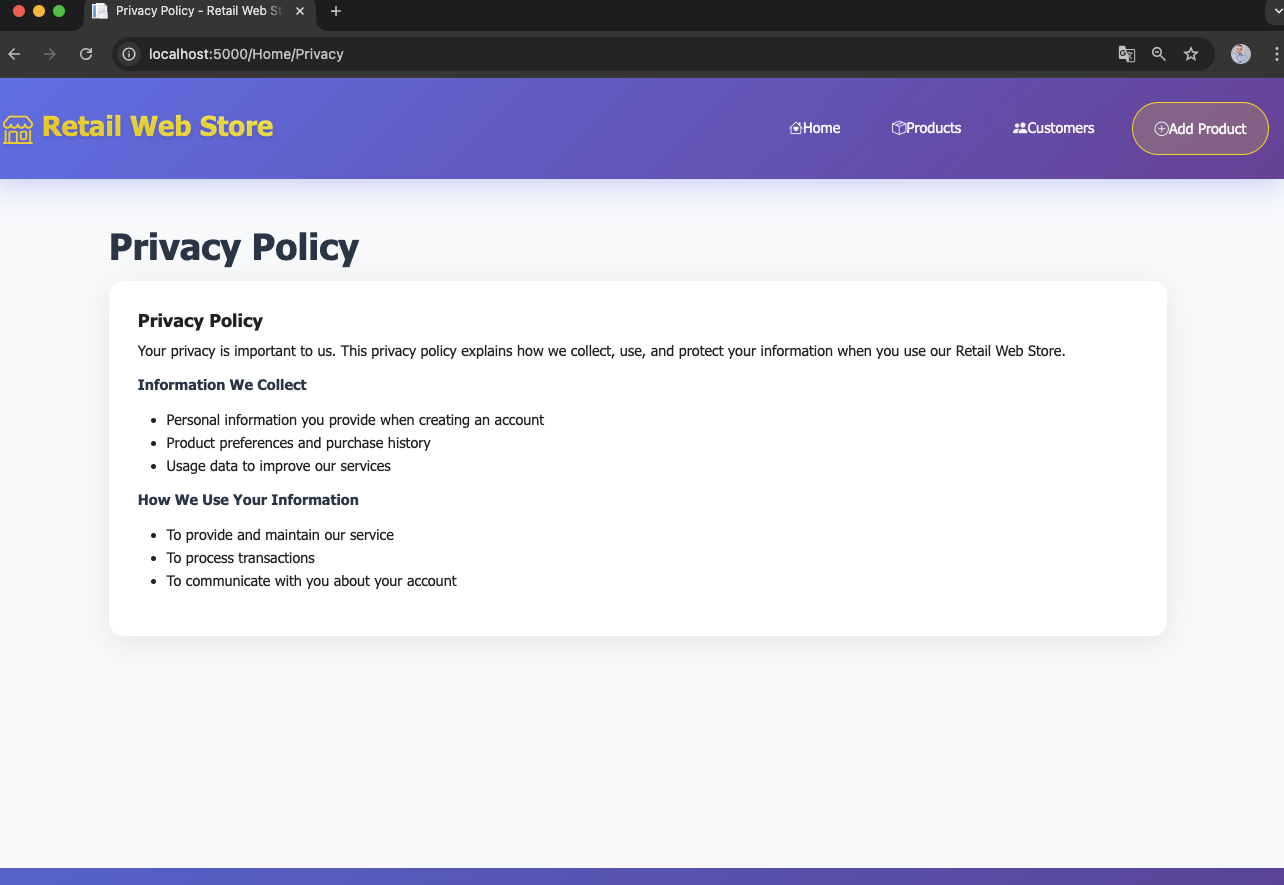 Privacy Policy - Retail Web St
localhost:5000/Home/Privacy
Retail Web Store
Home
Products
Customers
Add Product
Privacy Policy
Privacy Policy
Your privacy is important to us. This privacy policy explains how we collect, use, and protect your information when you use our Retail Web Store.
Information We Collect
Personal information you provide when creating an account
Product preferences and purchase history
Usage data to improve our services
How We Use Your Information
To provide and maintain our service
To process transactions
To communicate with you about your account